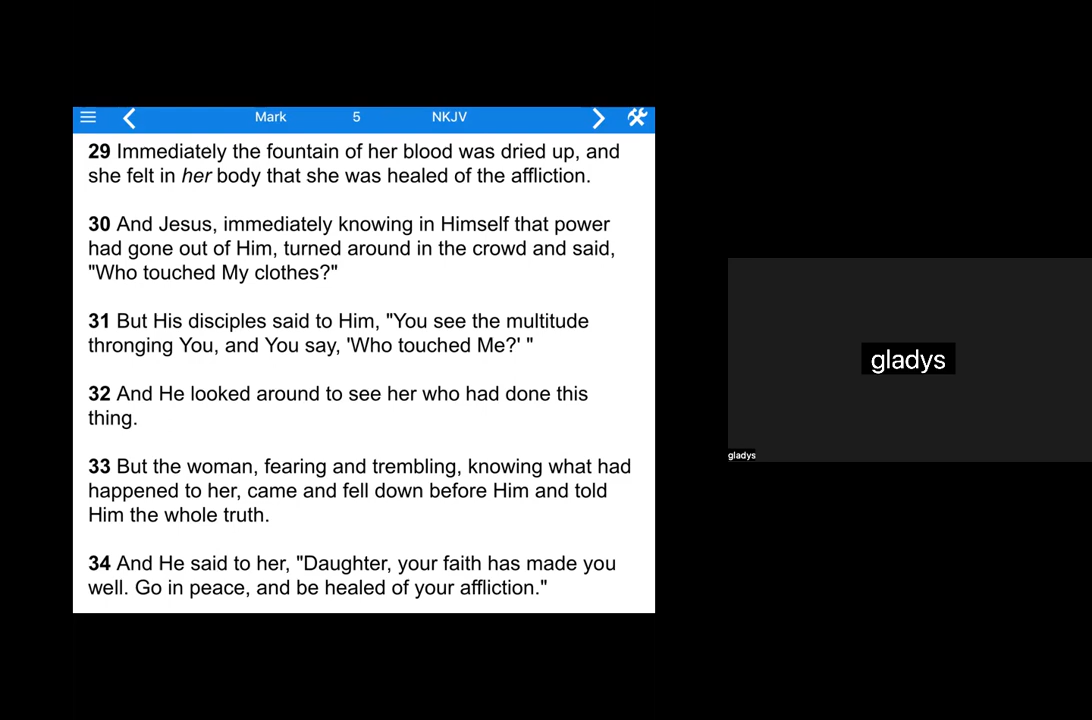 Mark 5 NKJV
29 Immediately the fountain of her blood was dried up, and
she felt in her body that she was healed of the affliction.
30 And Jesus, immediately knowing in Himself that power
had gone out of Him, turned around in the crowd and said,
"Who touched My clothes?"
31 But His disciples said to Him, "You see the multitude
thronging You, and You say, 'Who touched Me?' "
32 And He looked around to see her who had done this
thing.
33 But the woman, fearing and trembling, knowing what had
happened to her, came and fell down before Him and told
Him the whole truth.
34 And He said to her, "Daughter, your faith has made you
well. Go in peace, and be healed of your affliction."
gladys
gladys